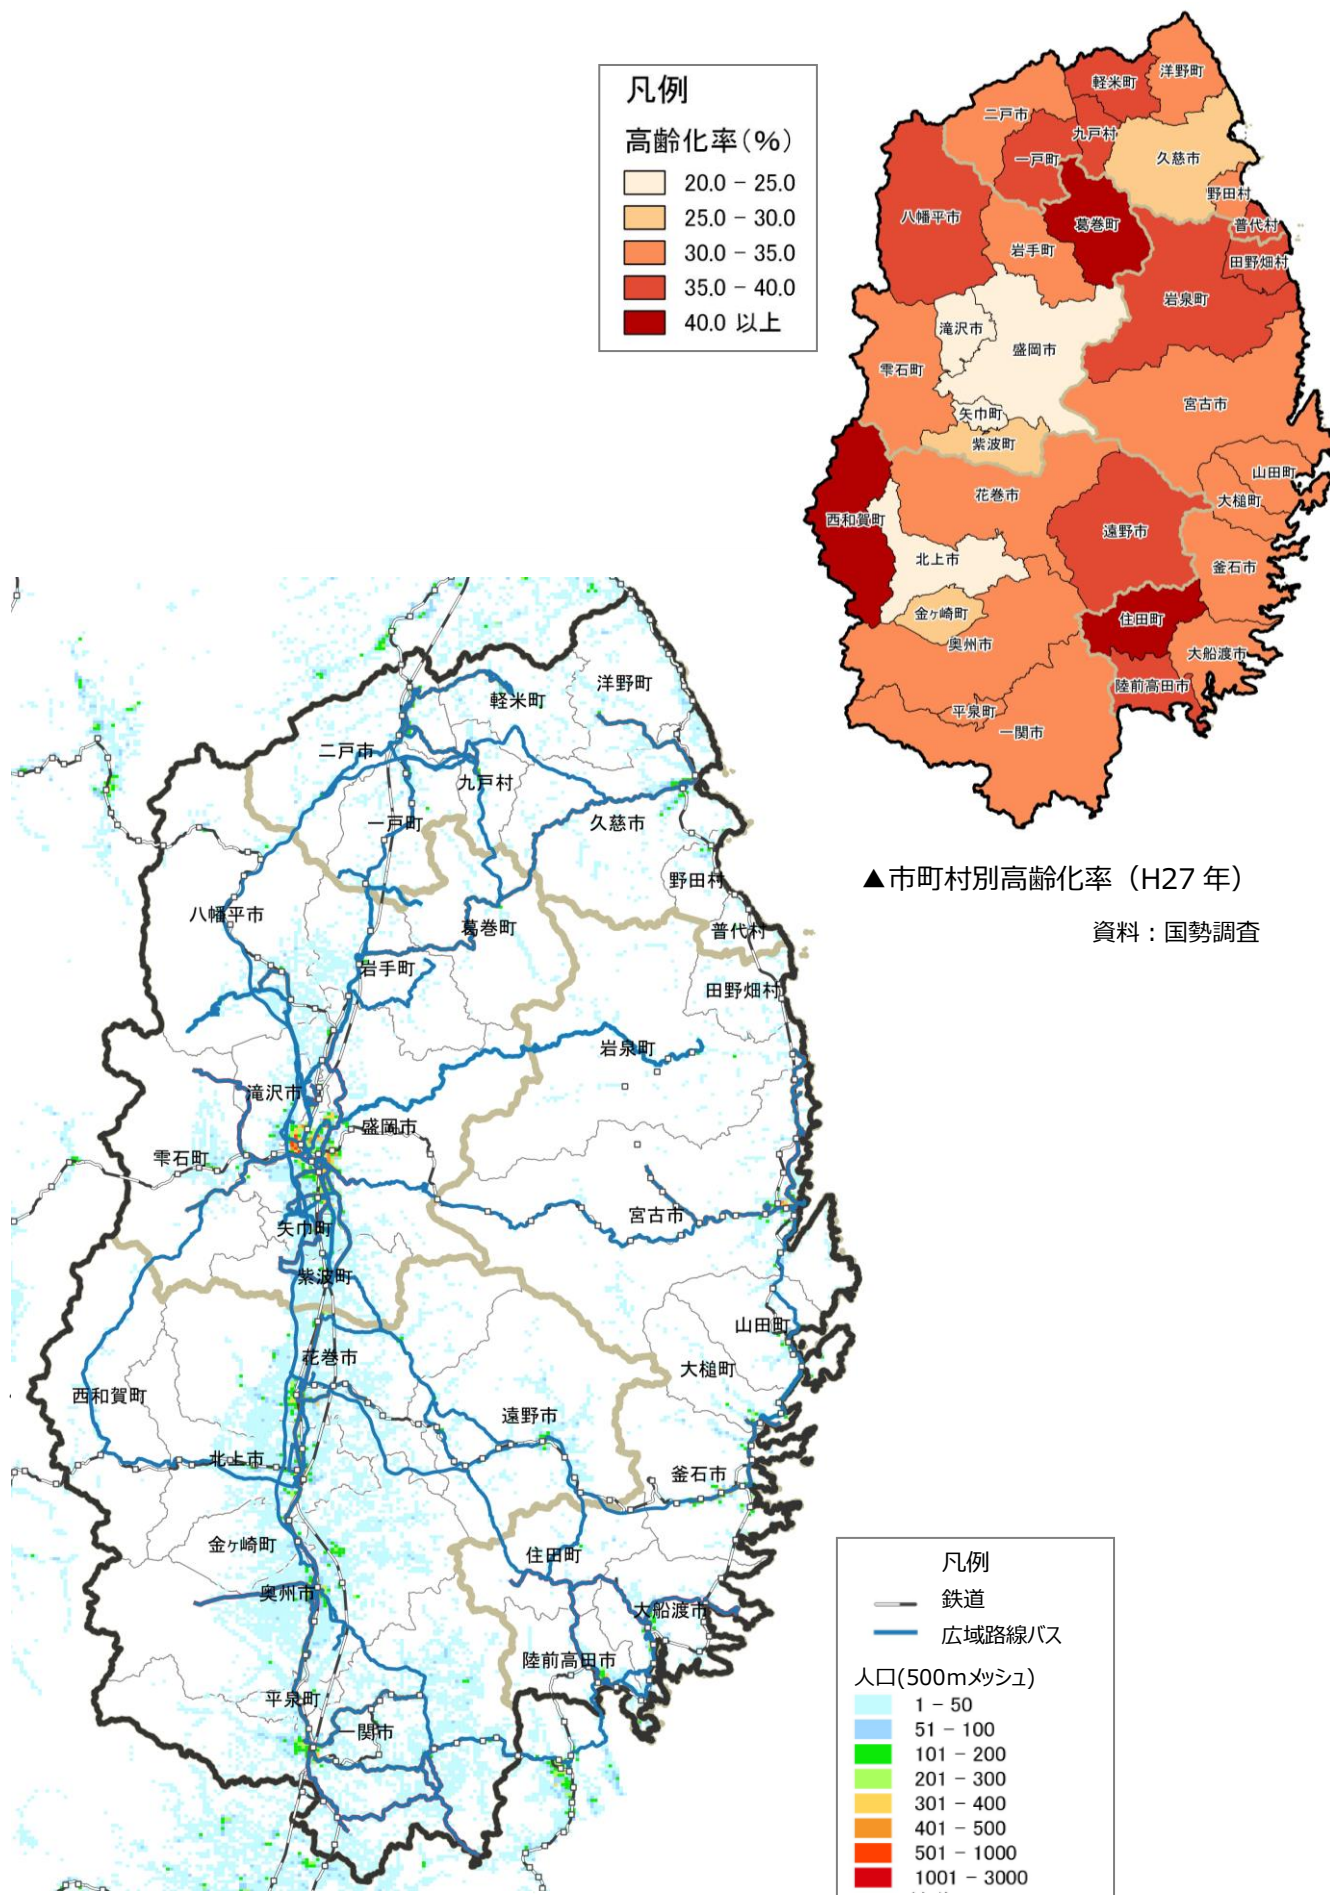 凡例
高齢化率(%)
20.0 － 25.0
25.0 － 30.0
30.0 － 35.0
35.0 － 40.0
40.0 以上
洋野町
軽米町
二戸市
九戸村
一戸町
久慈市
野田村
八幡平市
葛巻町
普代村
岩手町
田野畑村
岩泉町
滝沢市
盛岡市
雫石町
宮古市
矢巾町
紫波町
山田町
花巻市
大槌町
西和賀町
遠野市
北上市
釜石市
金ヶ崎町
住田町
奥州市
大船渡市
陸前高田市
平泉町
一関市
▲市町村別高齢化率（H27 年）
資料：国勢調査
洋野町
軽米町
二戸市
九戸村
一戸町
久慈市
野田村
八幡平市
葛巻町
普代村
岩手町
田野畑村
岩泉町
滝沢市
盛岡市
雫石町
宮古市
矢巾町
紫波町
山田町
花巻市
大槌町
西和賀町
遠野市
北上市
釜石市
金ヶ崎町
住田町
奥州市
大船渡市
陸前高田市
平泉町
一関市
凡例
鉄道
広域路線バス
人口(500mメッシュ)
1 － 50
51 － 100
101 － 200
201 － 300
301 － 400
401 － 500
501 － 1000
1001 － 3000